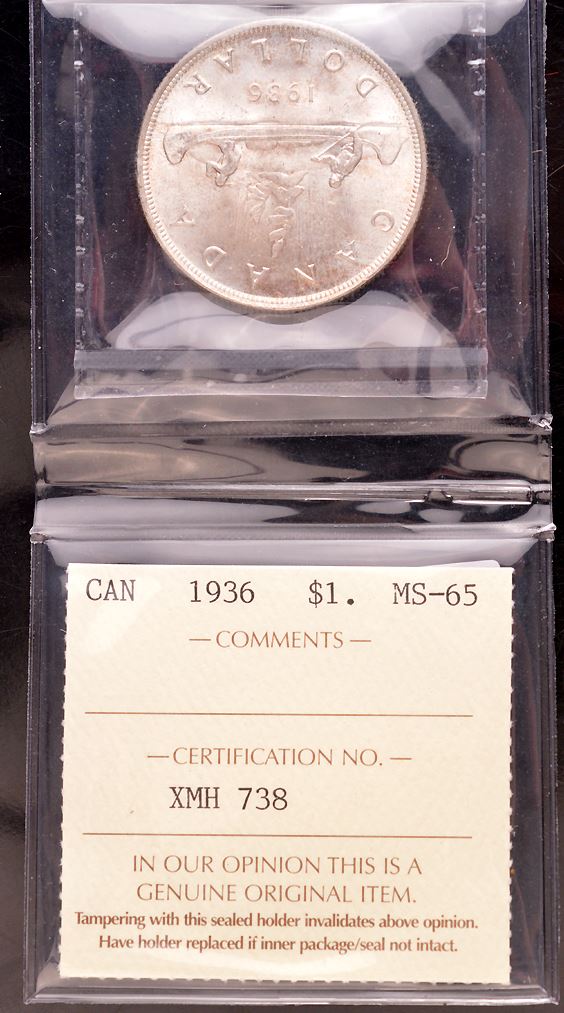 CANADA
1936
DOLLAR
CAN 1936 $1. MS-65
— COMMENTS —
— CERTIFICATION NO. —
XMH 738
IN OUR OPINION THIS IS A
GENUINE ORIGINAL ITEM.
Tampering with this sealed holder invalidates above opinion.
Have holder replaced if inner package/seal not intact.